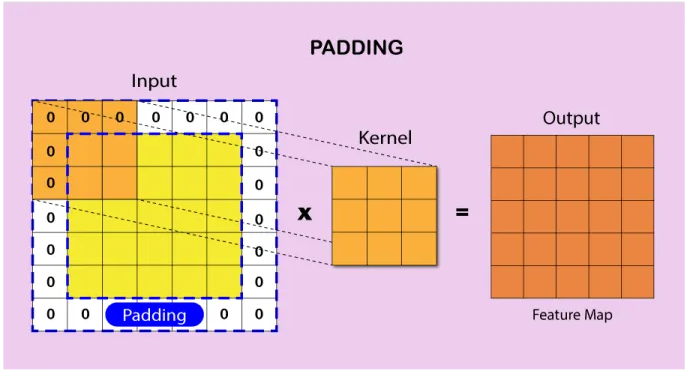 PADDING
Input
Output
Kernel
0 0 0 0 0 0 0
0 0
0 0
0 0
0 0
0 0
0 0 Padding 0 0
x
=
Feature Map